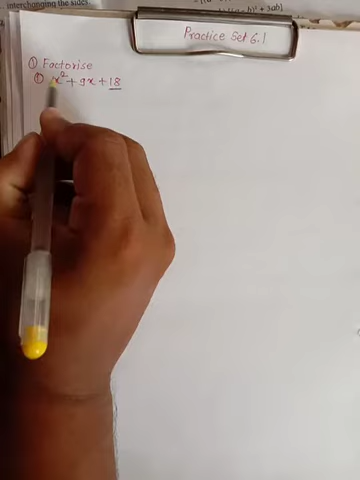 interchanging the sides.
Practice Set 6.1
① Factorise
① x² + 9x + 18